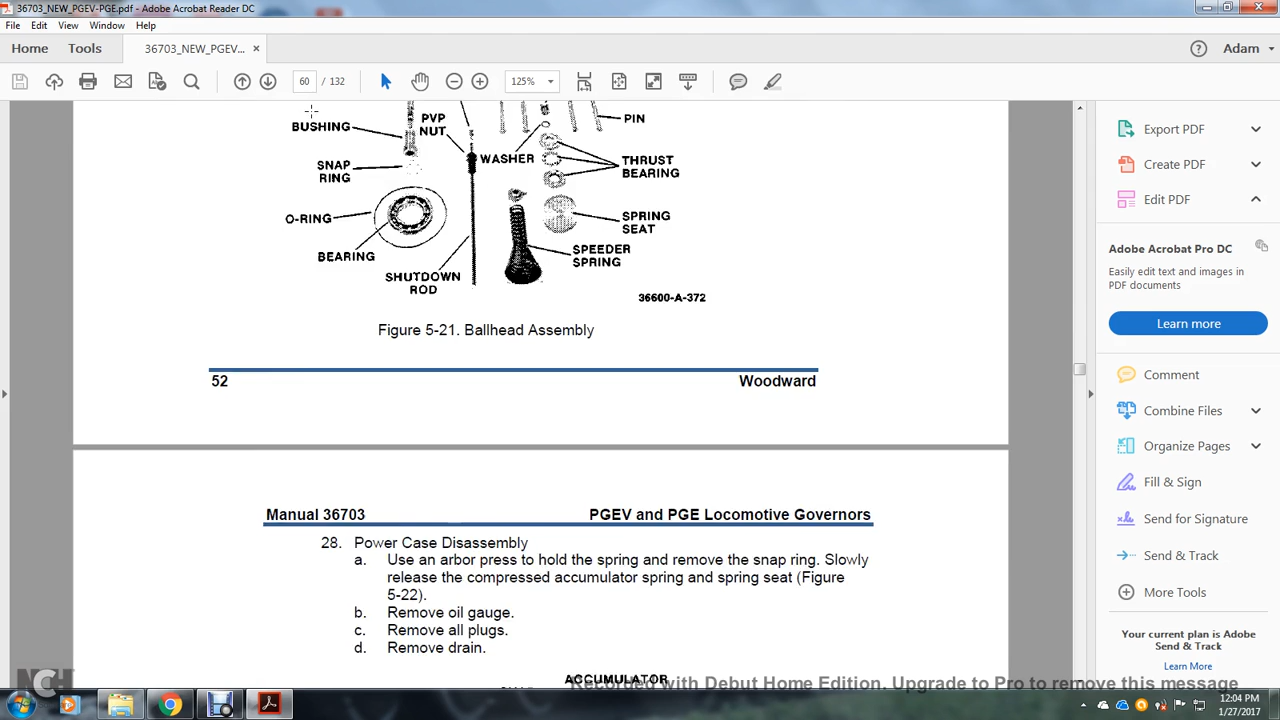 36703_NEW_PGEV-PGE.pdf - Adobe Acrobat Reader DC
File Edit View Window Help
Home Tools 36703_NEW_PGEV... × Adam
60 / 132 125%
BUSHING
PVP
NUT
PIN
SNAP
RING
WASHER
THRUST
BEARING
O-RING
SPRING
SEAT
BEARING
SPEEDER
SPRING
SHUTDOWN
ROD
36600-A-372
Figure 5-21. Ballhead Assembly
52 Woodward
Manual 36703 PGEV and PGE Locomotive Governors
28. Power Case Disassembly
a. Use an arbor press to hold the spring and remove the snap ring. Slowly
release the compressed accumulator spring and spring seat (Figure
5-22).
b. Remove oil gauge.
c. Remove all plugs.
d. Remove drain.
ACCUMULATOR
Export PDF
Create PDF
Edit PDF
Adobe Acrobat Pro DC
Easily edit text and images in
PDF documents
Learn more
Comment
Combine Files
Organize Pages
Fill & Sign
Send for Signature
Send & Track
More Tools
Your current plan is Adobe
Send & Track
Learn More
NCH
Recorded with Debut Home Edition. Upgrade to Pro to remove this message
12:04 PM
1/27/2017